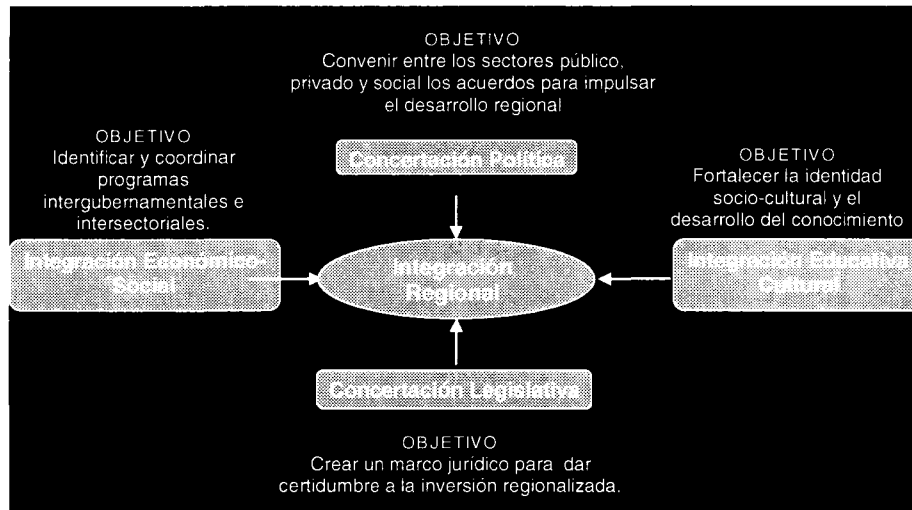 OBJETIVO
Convenir entre los sectores público,
privado y social los acuerdos para impulsar
el desarrollo regional
Concertación Política
OBJETIVO
Identificar y coordinar
programas
intergubernamentales e
intersectoriales.
Integración Económico-
Social
OBJETIVO
Fortalecer la identidad
socio-cultural y el
desarrollo del conocimiento
Integración Educativa
Cultural
Integración
Regional
Concertación Legislativa
OBJETIVO
Crear un marco jurídico para dar
certidumbre a la inversión regionalizada.